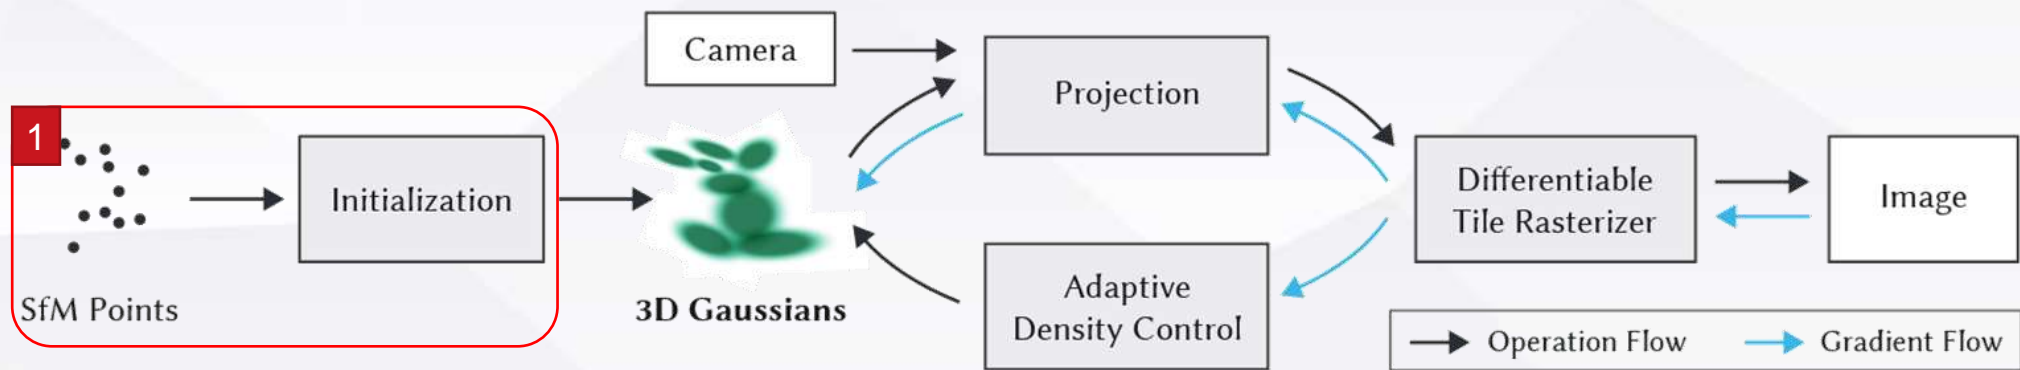 1
SfM Points
Initialization
Camera
3D Gaussians
Projection
Adaptive
Density Control
Differentiable
Tile Rasterizer
Image
Operation Flow
Gradient Flow